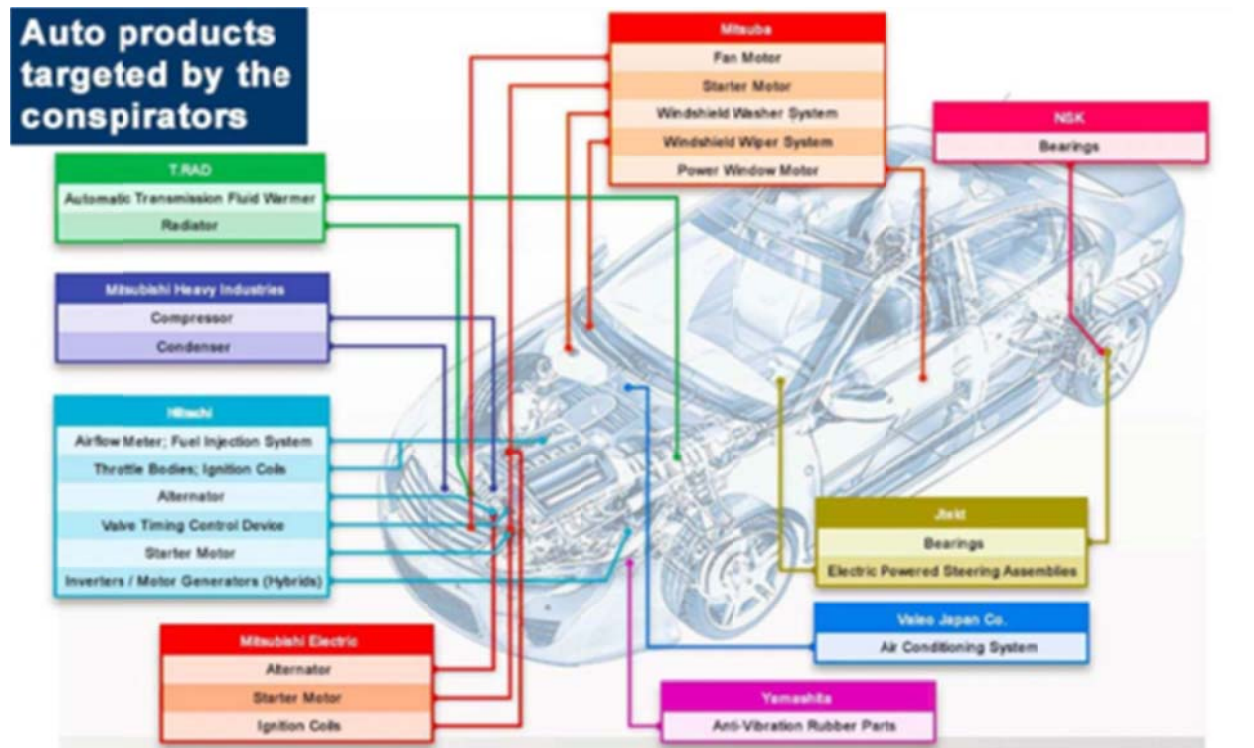 Auto products
targeted by the
conspirators
Mitsuba
Fan Motor
Starter Motor
Windshield Washer System
Windshield Wiper System
Power Window Motor
NSK
Bearings
T.RAD
Automatic Transmission Fluid Warmer
Radiator
Mitsubishi Heavy Industries
Compressor
Condenser
Hitachi
Airflow Meter; Fuel Injection System
Throttle Bodies; Ignition Coils
Alternator
Valve Timing Control Device
Starter Motor
Inverters / Motor Generators (Hybrids)
Mitsubishi Electric
Alternator
Starter Motor
Ignition Coils
Jtekt
Bearings
Electric Powered Steering Assemblies
Valeo Japan Co.
Air Conditioning System
Yamashita
Anti-Vibration Rubber Parts